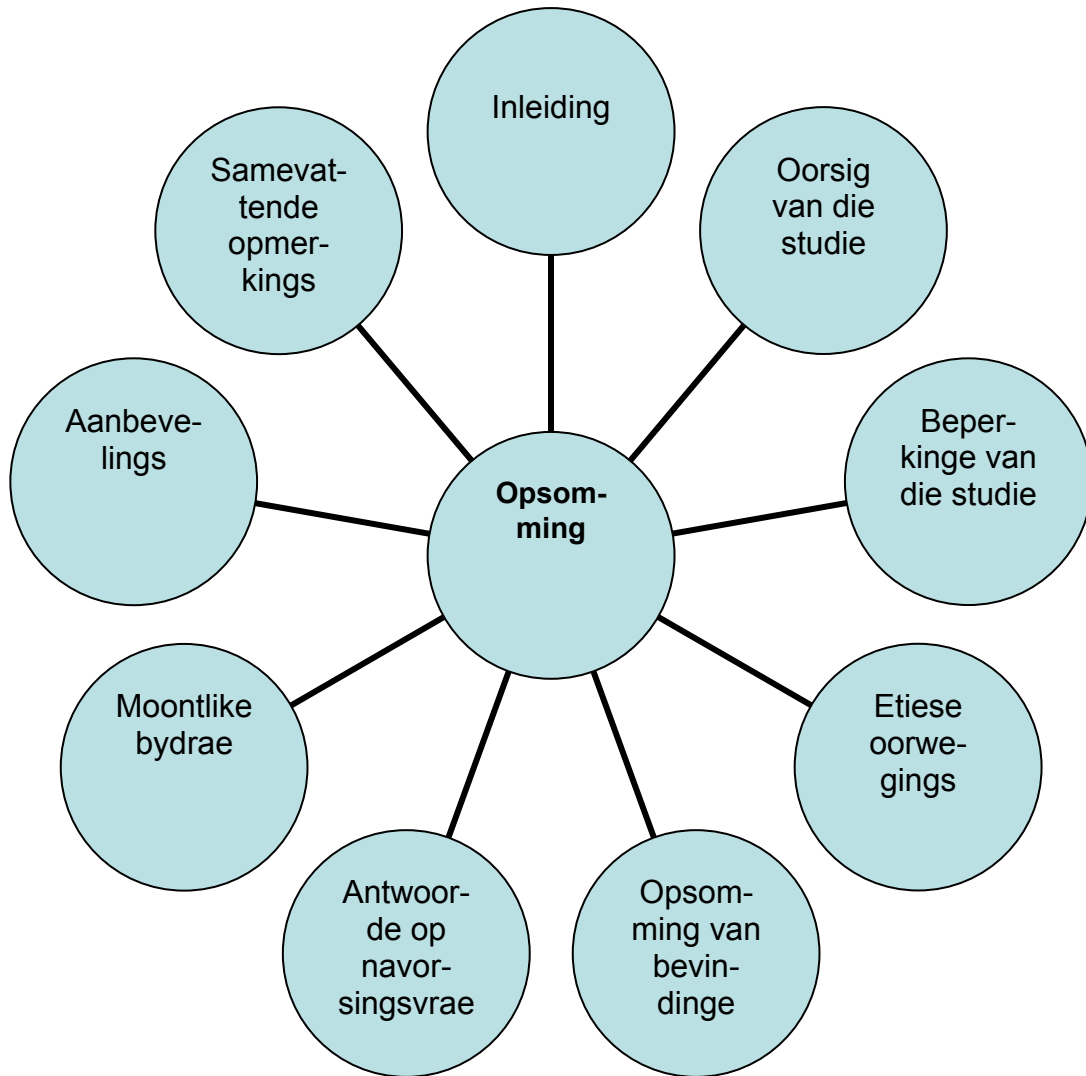 Inleiding
Oorsig
van die
studie
Beper-
kinge van
die studie
Etiese
oorwe-
gings
Opsom-
ming van
bevin-
dinge
Antwoor-
de op
navor-
singsvrae
Moontlike
bydrae
Aanbeve-
lings
Samevat-
tende
opmer-
kings
Opsom-
ming